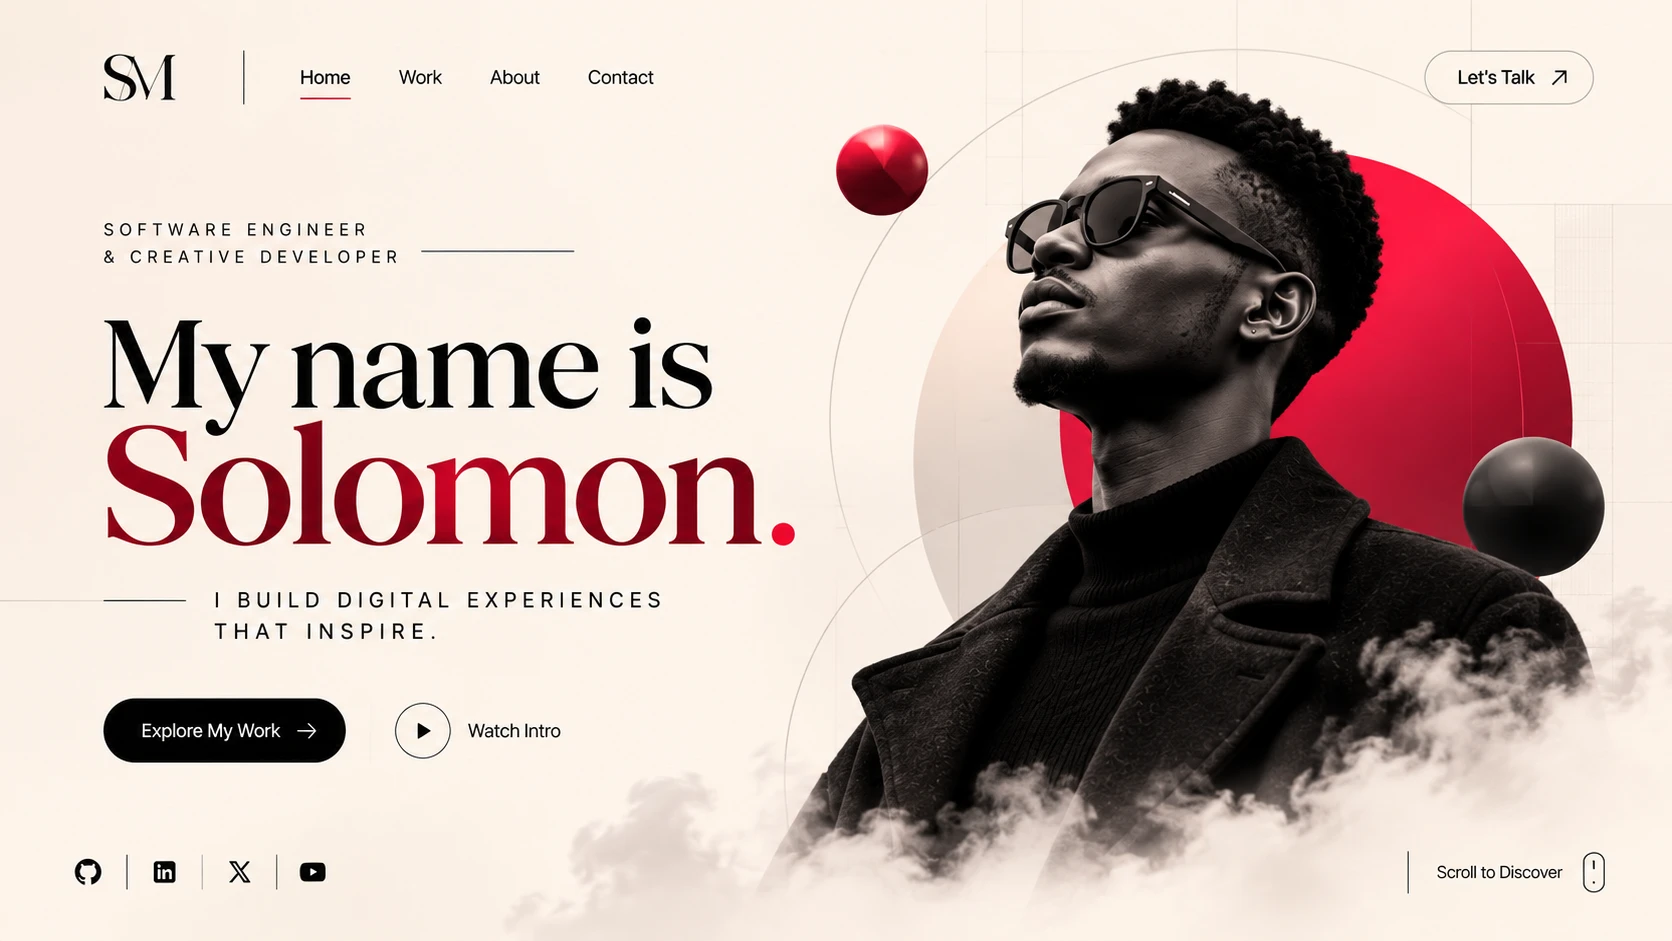 SM
Home
Work
About
Contact
Let's Talk
SOFTWARE ENGINEER
& CREATIVE DEVELOPER
My name is
Solomon.
I BUILD DIGITAL EXPERIENCES
THAT INSPIRE.
Explore My Work
Watch Intro
in
X
Scroll to Discover